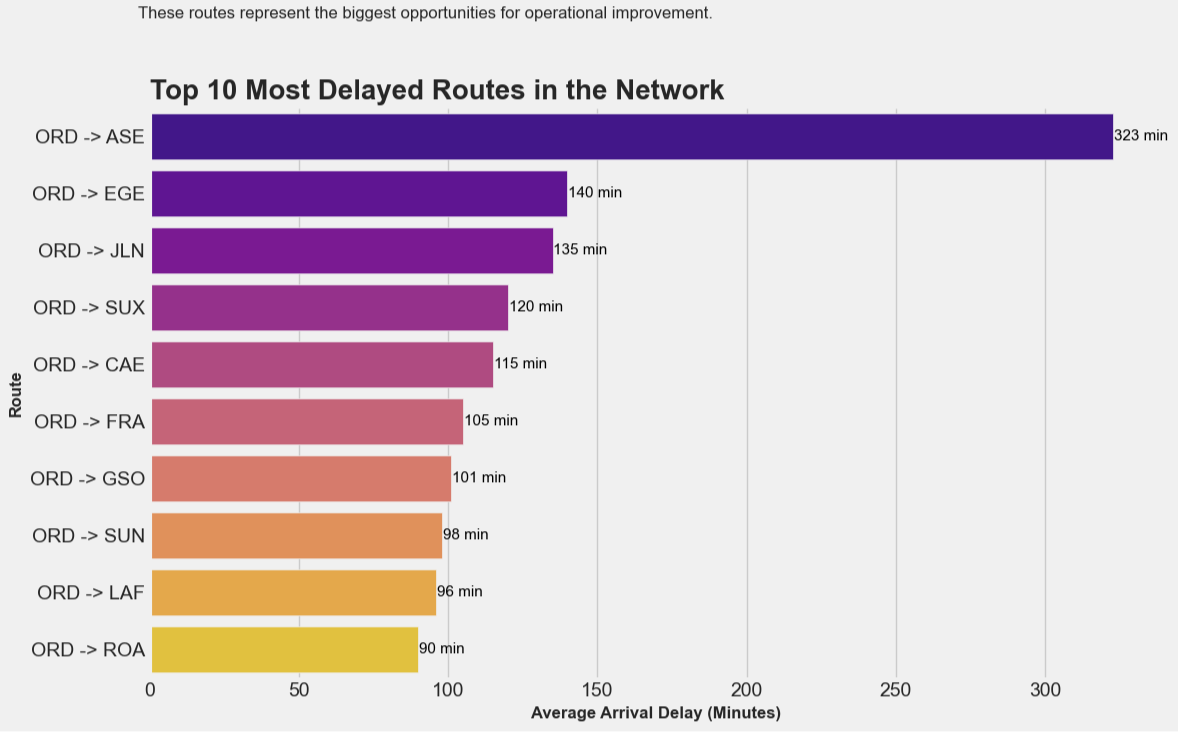 These routes represent the biggest opportunities for operational improvement.
Top 10 Most Delayed Routes in the Network
ORD -> ASE 323 min
ORD -> EGE 140 min
ORD -> JLN 135 min
ORD -> SUX 120 min
ORD -> CAE 115 min
ORD -> FRA 105 min
ORD -> GSO 101 min
ORD -> SUN 98 min
ORD -> LAF 96 min
ORD -> ROA 90 min
Route
0 50 100 150 200 250 300
Average Arrival Delay (Minutes)